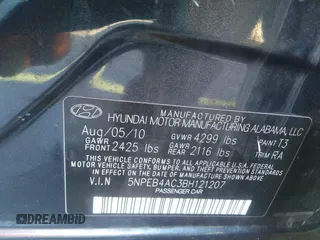 MANUFACTURED BY
HYUNDAI MOTOR MANUFACTURING ALABAMA, LLC
Aug/05/10 GVWR 4299 lbs PAINT T3
GAWR FRONT 2425 lbs GAWR REAR 2116 lbs TRIM RA
THIS VEHICLE CONFORMS TO ALL APPLICABLE U.S. FEDERAL
MOTOR VEHICLE SAFETY, BUMPER, AND THEFT PREVENTION
STANDARDS IN EFFECT ON THE DATE OF MANUFACTURE
SHOWN ABOVE.
V.I.N 5NPEB4AC3BH121207
DREAMBID